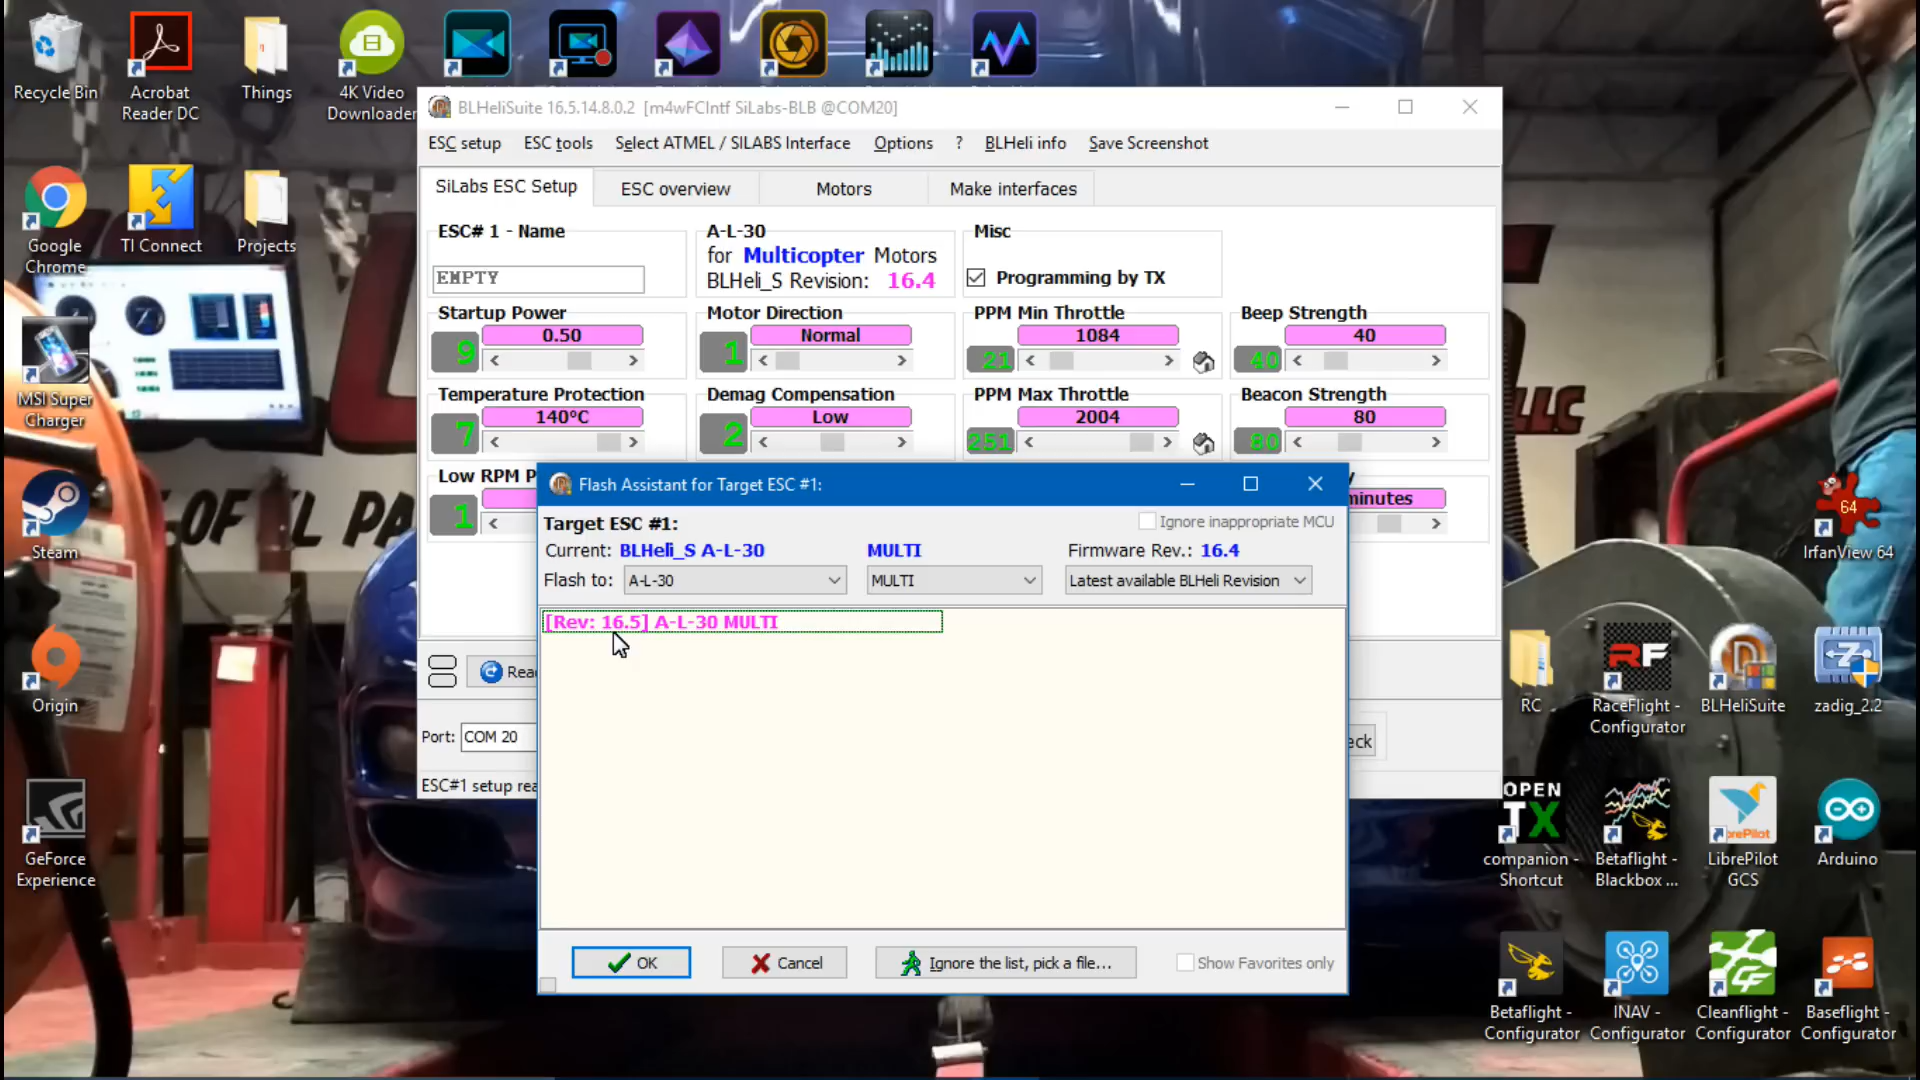 Recycle Bin
Acrobat
Reader DC
Things
4K Video
Downloader
BLHeliSuite 16.5.14.8.0.2  [m4wFCIntf SiLabs-BLB @COM20]
ESC setup
ESC tools
Select ATMEL / SILABS Interface
Options
?
BLHeli info
Save Screenshot
SiLabs ESC Setup
ESC overview
Motors
Make interfaces
Google
Chrome
TI Connect
Projects
ESC# 1 - Name
EMPTY
A-L-30
for Multicopter Motors
BLHeli_S Revision: 16.4
Misc
Programming by TX
Startup Power
0.50
9
Motor Direction
Normal
1
PPM Min Throttle
1084
21
Beep Strength
40
40
Temperature Protection
140°C
7
Demag Compensation
Low
2
PPM Max Throttle
2004
251
Beacon Strength
80
80
Low RPM P
1
y
minutes
MSI Super
Charger
Steam
Origin
GeForce
Experience
Flash Assistant for Target ESC #1:
Target ESC #1:
Ignore inappropriate MCU
Current: BLHeli_S A-L-30
MULTI
Firmware Rev.: 16.4
Flash to: A-L-30
MULTI
Latest available BLHeli Revision
[Rev: 16.5] A-L-30 MULTI
OK
Cancel
Ignore the list, pick a file...
Show Favorites only
Rea
Port: COM 20
eck
ESC#1 setup rea
OF EL PA
LLC
64
IrfanView 64
RC
RF
RaceFlight -
Configurator
BLHeliSuite
zadig_2.2
OPEN
TX
companion -
Shortcut
Betaflight -
Blackbox ...
rePilot
LibrePilot
GCS
Arduino
Betaflight -
Configurator
INAV -
Configurator
CF
Cleanflight -
Configurator
Baseflight -
Configurator